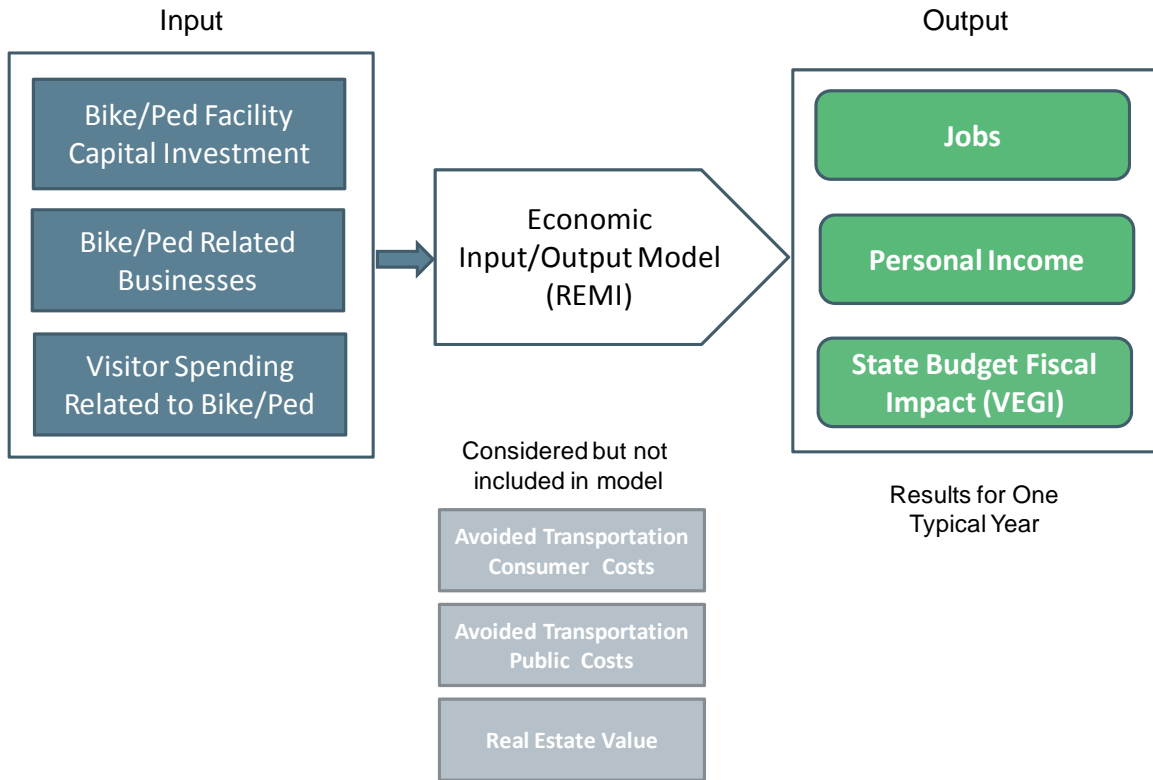 Input
Bike/Ped Facility
Capital Investment
Bike/Ped Related
Businesses
Visitor Spending
Related to Bike/Ped
Economic
Input/Output Model
(REMI)
Considered but not
included in model
Avoided Transportation
Consumer Costs
Avoided Transportation
Public Costs
Real Estate Value
Output
Jobs
Personal Income
State Budget Fiscal
Impact (VEGI)
Results for One
Typical Year